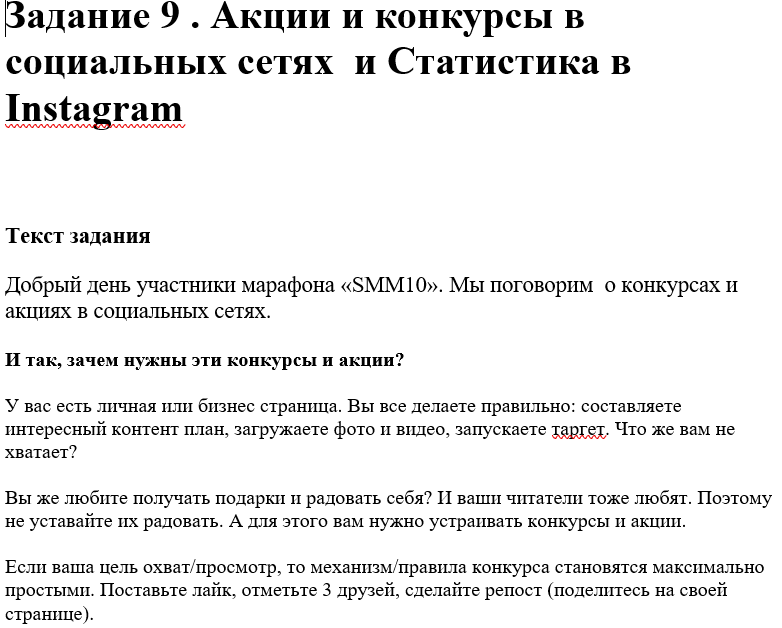 Задание 9 . Акции и конкурсы в
социальных сетях  и Статистика в
Instagram
Текст задания
Добрый день участники марафона «SMM10». Мы поговорим  о конкурсах и
акциях в социальных сетях.
И так, зачем нужны эти конкурсы и акции?
У вас есть личная или бизнес страница. Вы все делаете правильно: составляете
интересный контент план, загружаете фото и видео, запускаете таргет. Что же вам не
хватает?
Вы же любите получать подарки и радовать себя? И ваши читатели тоже любят. Поэтому
не уставайте их радовать. А для этого вам нужно устраивать конкурсы и акции.
Если ваша цель охват/просмотр, то механизм/правила конкурса становятся максимально
простыми. Поставьте лайк, отметьте 3 друзей, сделайте репост (поделитесь на своей
странице).